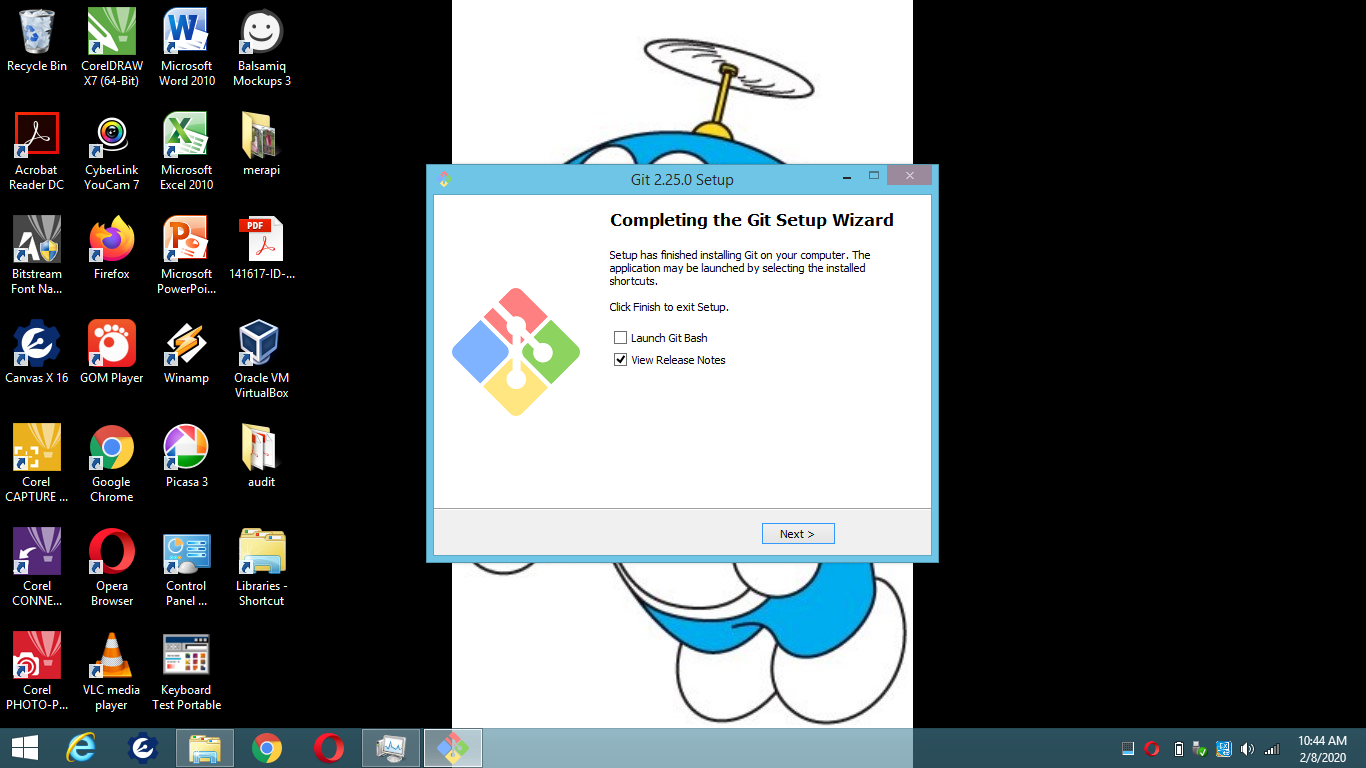 Recycle Bin
CorelDRAW
X7 (64-Bit)
Microsoft
Word 2010
Balsamiq
Mockups 3
Acrobat
Reader DC
CyberLink
YouCam 7
Microsoft
Excel 2010
merapi
Bitstream
Font Na...
Firefox
Microsoft
PowerPoi...
PDF
141617-ID-...
Canvas X 16
GOM Player
Winamp
Oracle VM
VirtualBox
Corel
CAPTURE ...
Google
Chrome
Picasa 3
audit
Corel
CONNE...
Opera
Browser
Control
Panel ...
Libraries -
Shortcut
Corel
PHOTO-P...
VLC media
player
Keyboard
Test Portable
Git 2.25.0 Setup
Completing the Git Setup Wizard
Setup has finished installing Git on your computer. The
application may be launched by selecting the installed
shortcuts.
Click Finish to exit Setup.
Launch Git Bash
View Release Notes
Next >
10:44 AM
2/8/2020